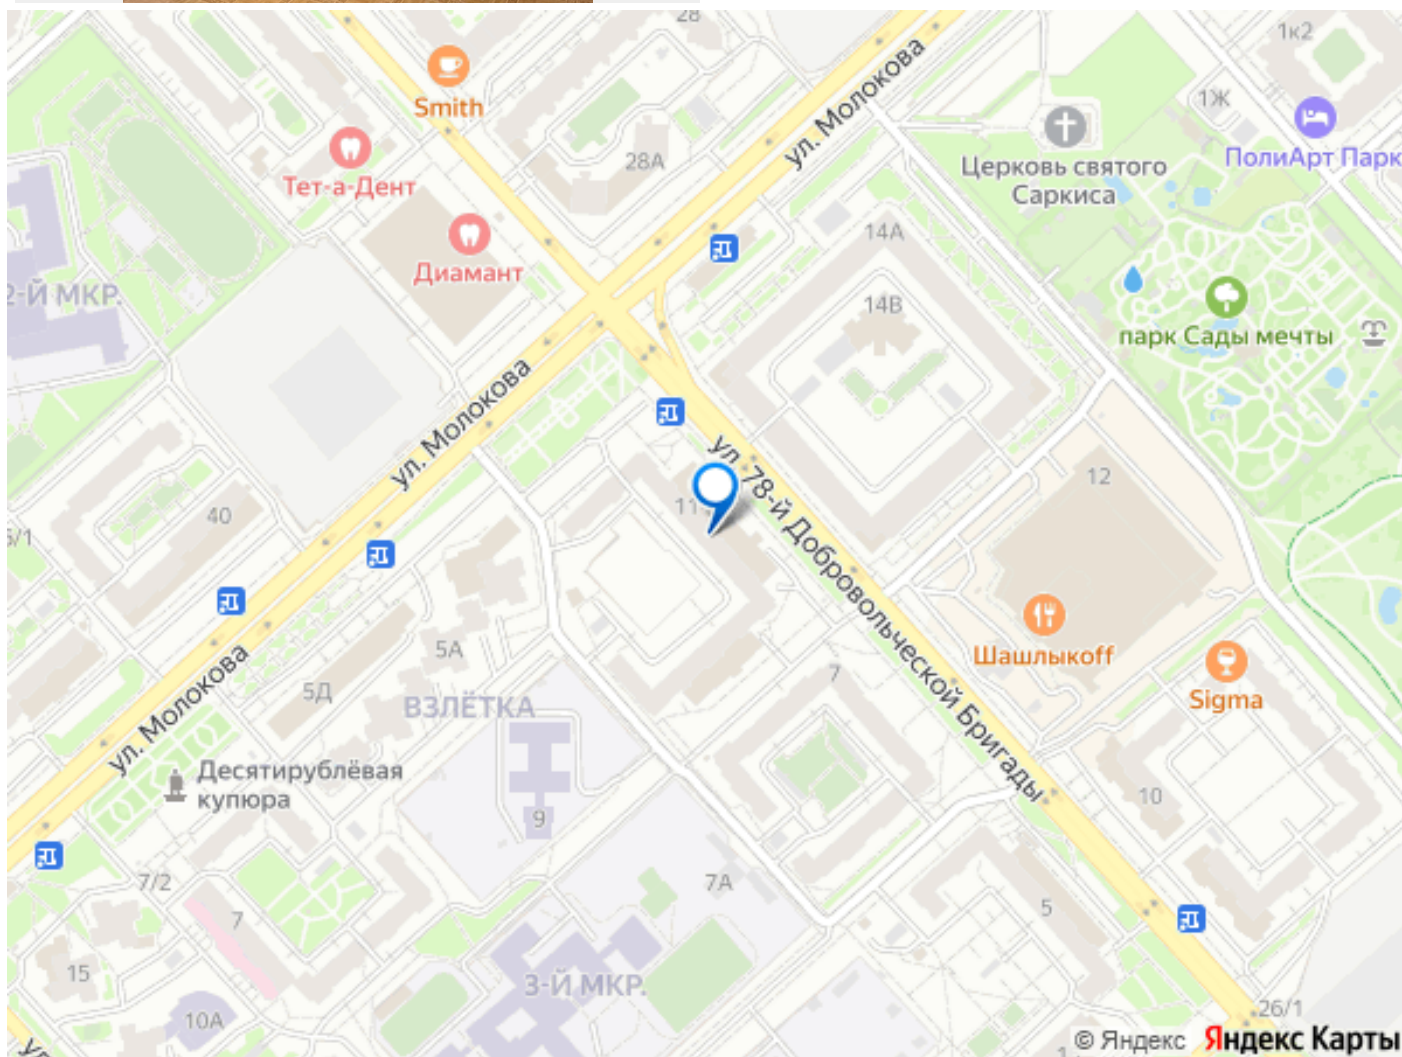 28
1к2
Smith
ул. Молокова
1Ж
28А
Церковь святого
Саркиса
ПолиАрт Парк
Тет-а-Дент
14А
Диамант
2-Й МКР.
14В
парк Сады мечты
ул. Молокова
ул. 78-й Добровольческой Бригады
12
11
40
5/1
Шашлыкоff
5А
7
5Д
ВЗЛЁТКА
Sigma
ул. Молокова
Десятирублёвая
купюра
10
9
7/2
7А
7
5
15
3-Й МКР.
10А
26/1
ул
1
© Яндекс Яндекс Карты